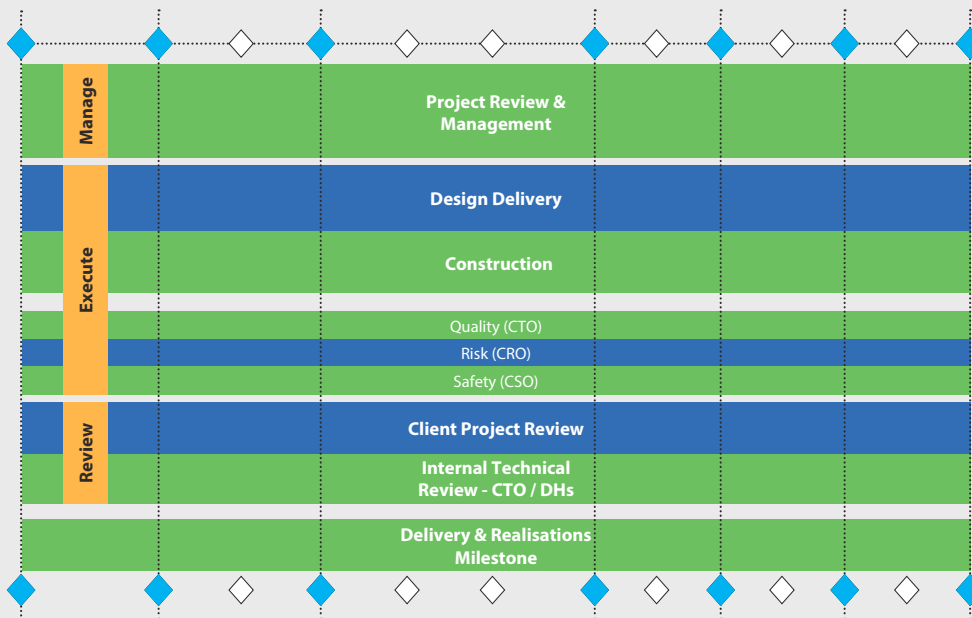 Manage
Project Review &
Management
Execute
Design Delivery
Construction
Quality (CTO)
Risk (CRO)
Safety (CSO)
Review
Client Project Review
Internal Technical
Review - CTO / DHs
Delivery & Realisations
Milestone